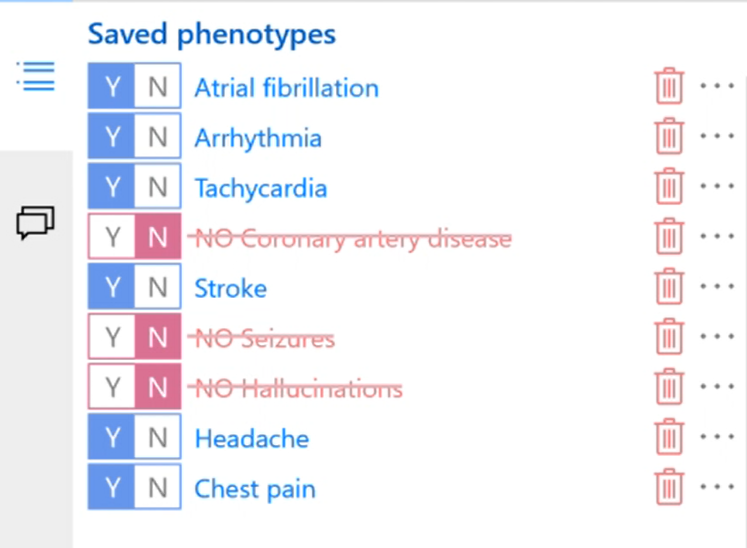 Saved phenotypes
Y N Atrial fibrillation
Y N Arrhythmia
Y N Tachycardia
Y N NO Coronary artery disease
Y N Stroke
Y N NO Seizures
Y N NO Hallucinations
Y N Headache
Y N Chest pain